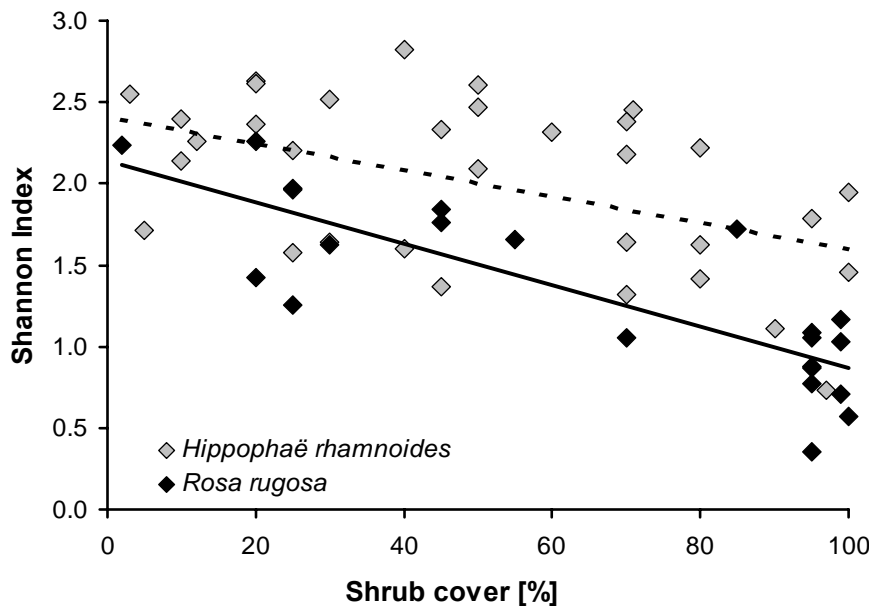 3.0
2.5
2.0
1.5
1.0
0.5
0.0
Shannon Index
Hippophaë rhamnoides
Rosa rugosa
0 20 40 60 80 100
Shrub cover [%]